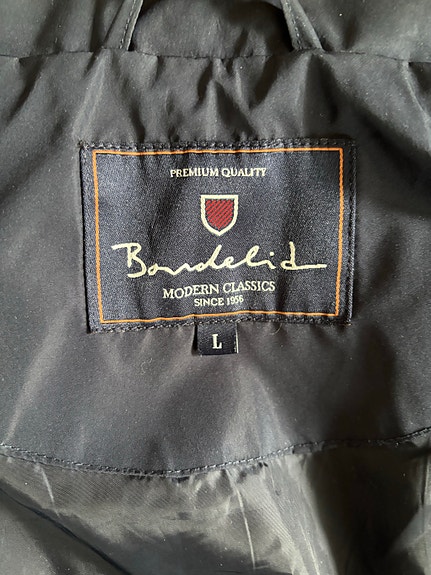 PREMIUM QUALITY
Bondelid
MODERN CLASSICS
SINCE 1956
L